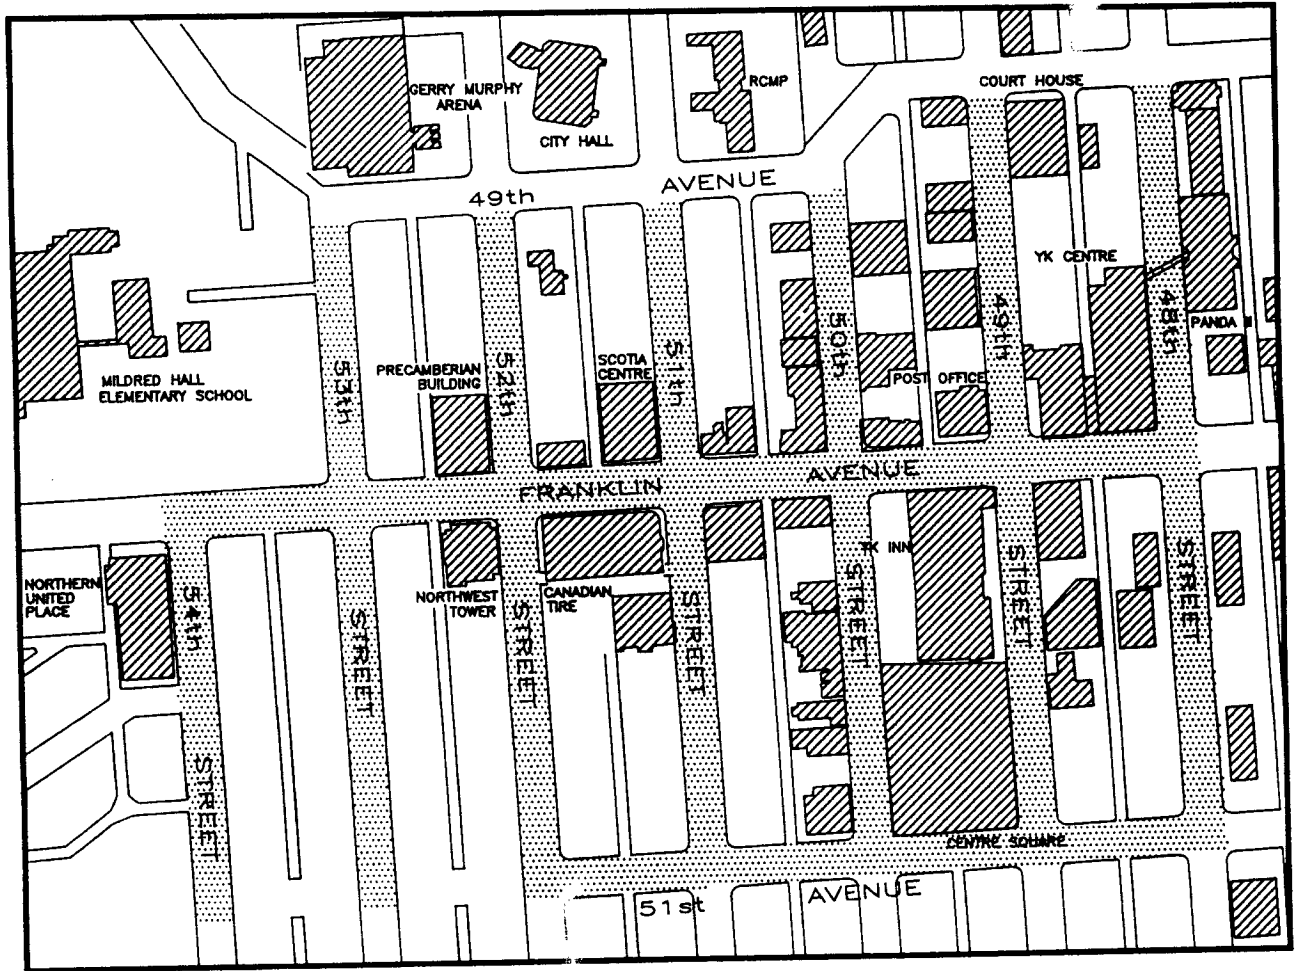 GERRY MURPHY
ARENA
CITY HALL
RCMP
COURT HOUSE
49th AVENUE
YK CENTRE
PANDA II
MILDRED HALL
ELEMENTARY SCHOOL
PRECAMBERIAN
BUILDING
SCOTIA
CENTRE
POST OFFICE
53th
52th
51th
50th
49th
48th
FRANKLIN AVENUE
NORTHERN
UNITED
PLACE
NORTHWEST
TOWER
CANADIAN
TIRE
YK INN
54th
STREET
STREET
STREET
STREET
STREET
STREET
STREET
CENTRE SQUARE
51st AVENUE